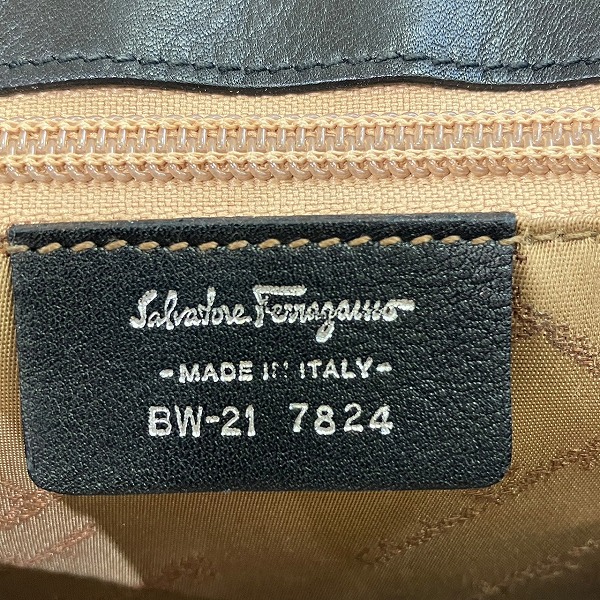 Salvatore Ferragamo
-MADE IN ITALY-
BW-21 7824